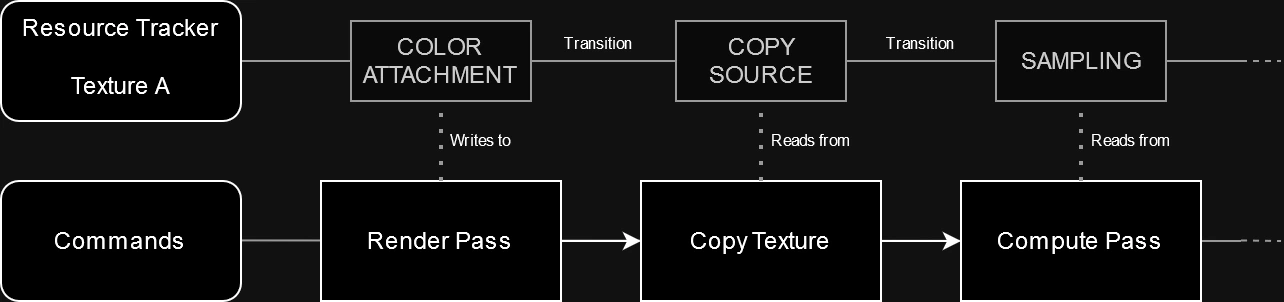 Resource Tracker
Texture A
COLOR
ATTACHMENT
Transition
COPY
SOURCE
Transition
SAMPLING
Writes to
Reads from
Reads from
Commands
Render Pass
Copy Texture
Compute Pass